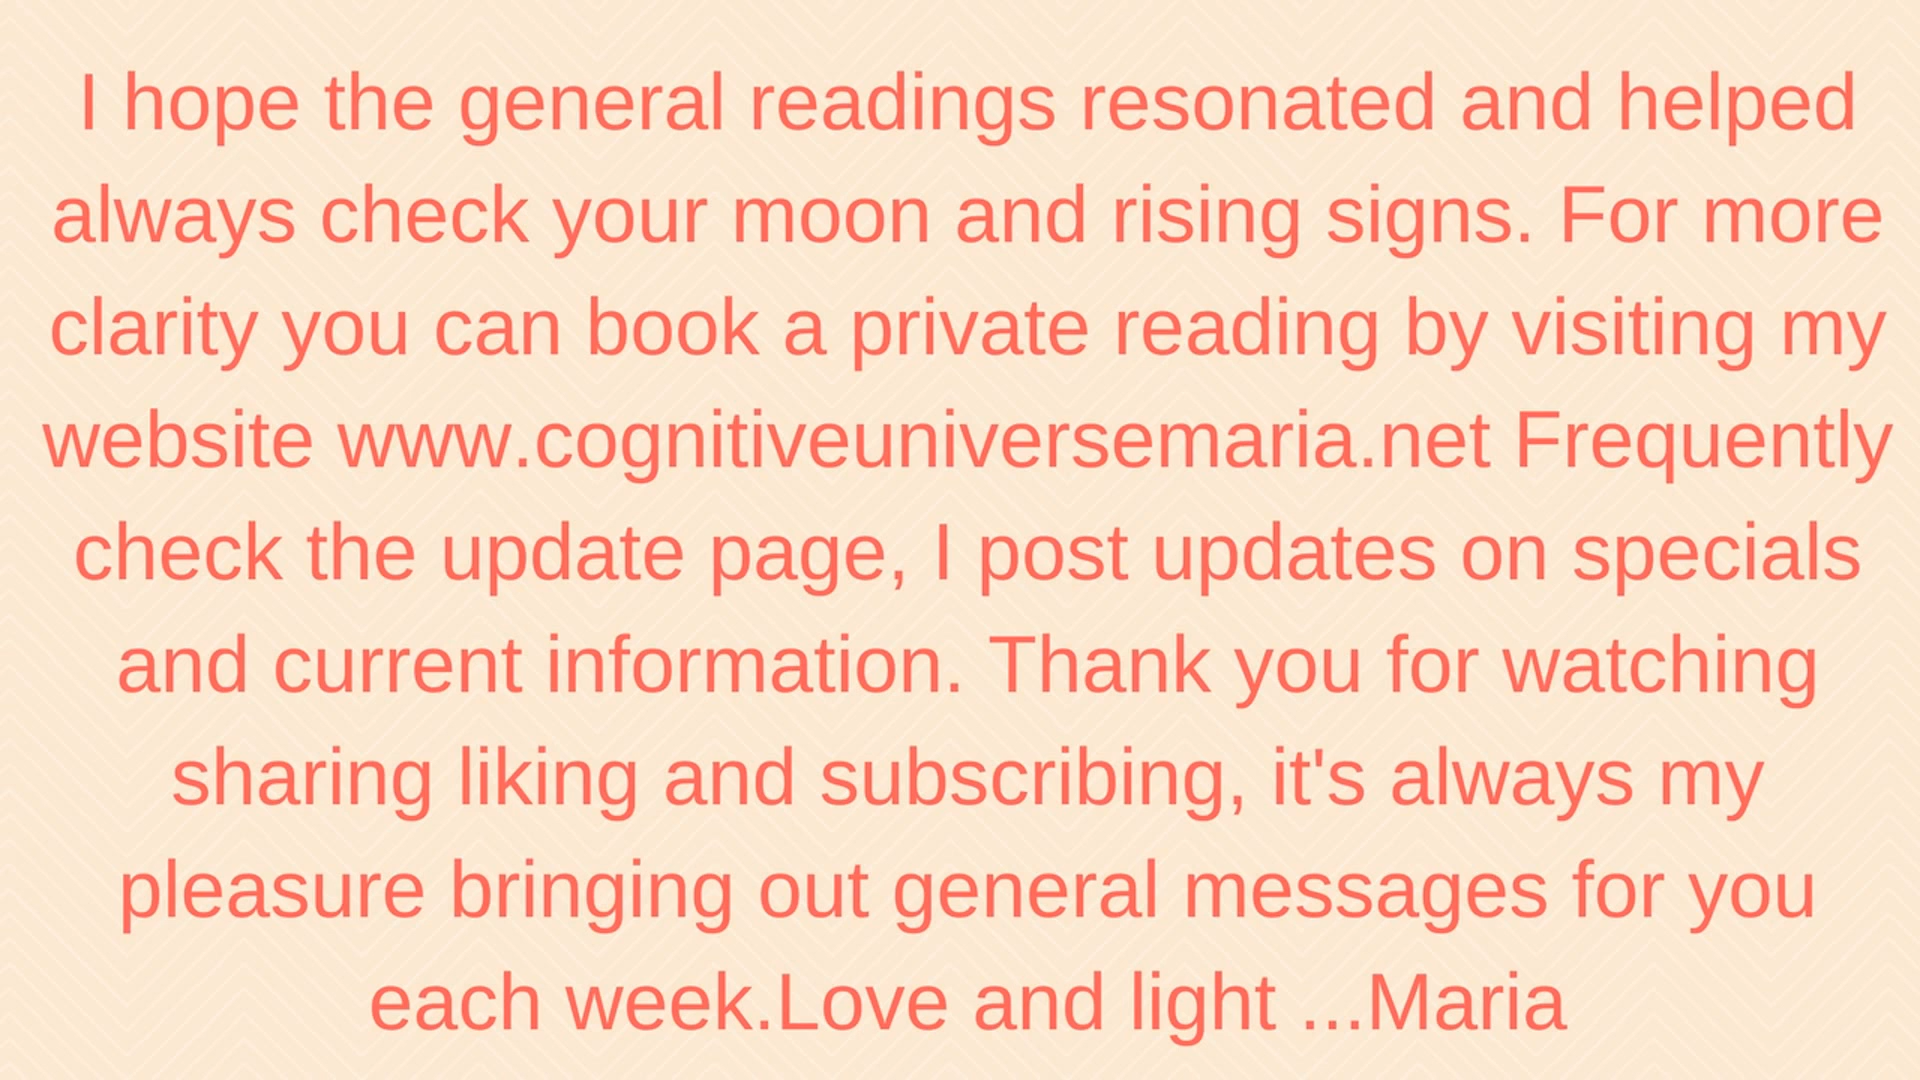 I hope the general readings resonated and helped
always check your moon and rising signs. For more
clarity you can book a private reading by visiting my
website www.cognitiveuniversemaria.net Frequently
check the update page, I post updates on specials
and current information. Thank you for watching
sharing liking and subscribing, it's always my
pleasure bringing out general messages for you
each week.Love and light ...Maria